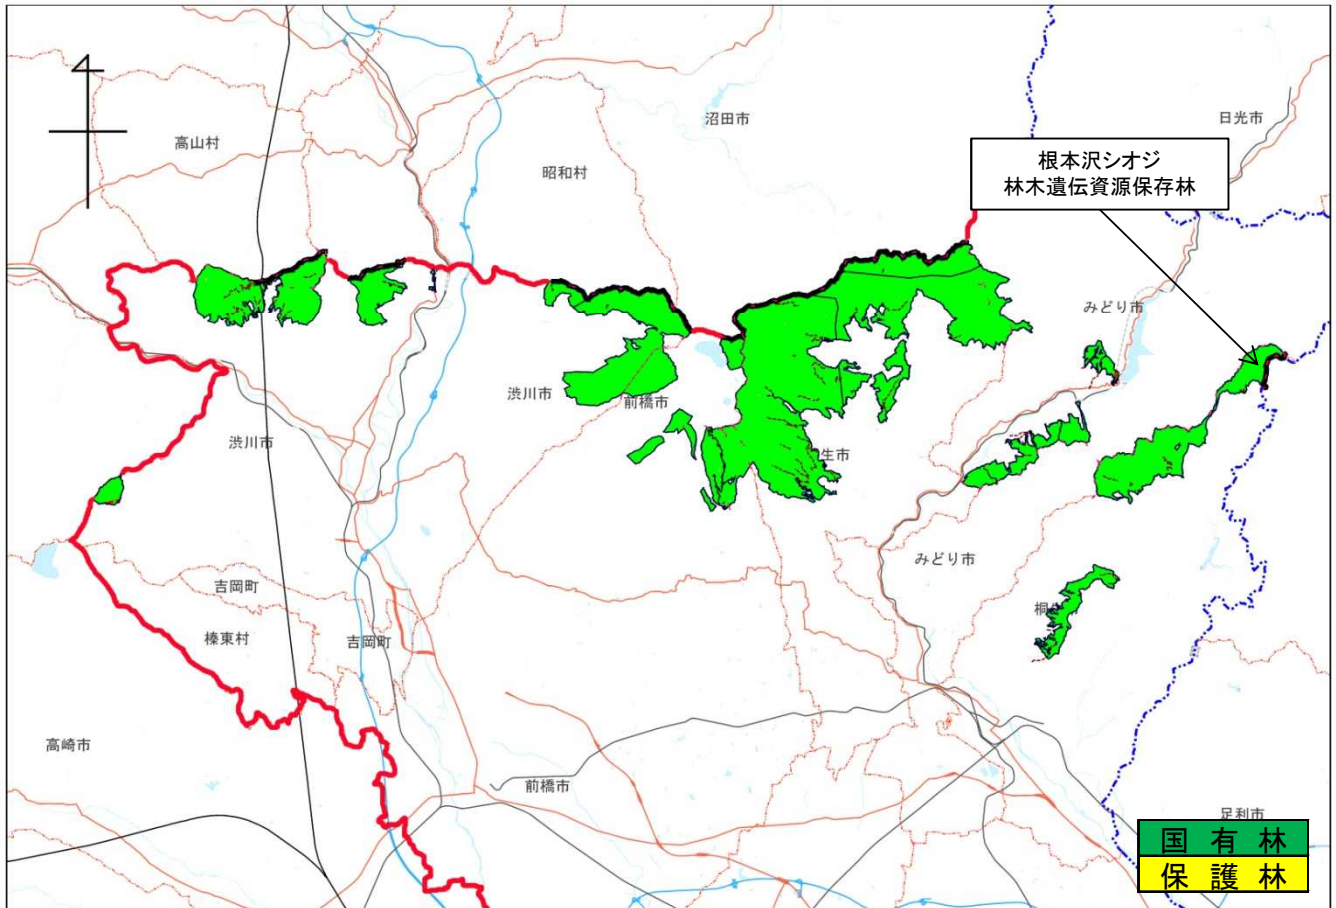 沼田市
日光市
高山村
昭和村
根本沢シオジ
林木遺伝資源保存林
みどり市
渋川市
前橋市
渋川市
生市
みどり市
吉岡町
桐
榛東村
吉岡町
高崎市
前橋市
足利市
国有林
保護林